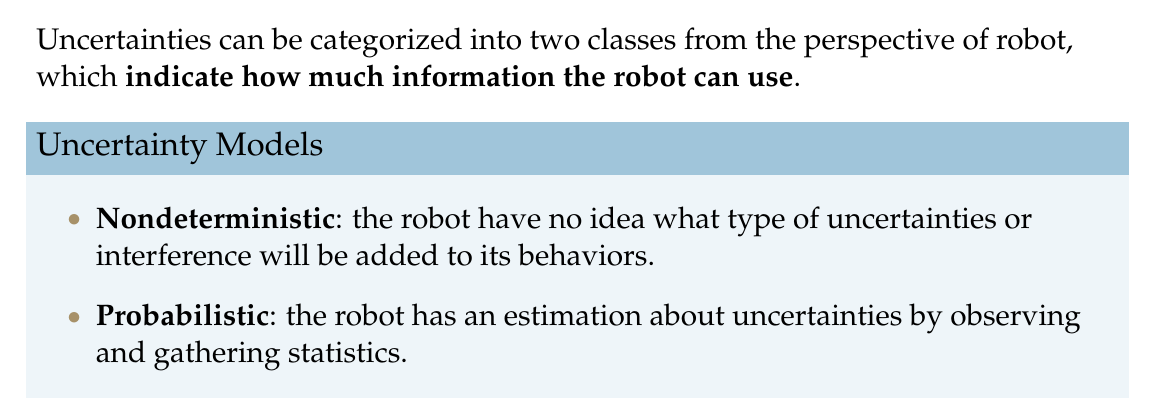 Uncertainties can be categorized into two classes from the perspective of robot,
which indicate how much information the robot can use.
Uncertainty Models
• Nondeterministic: the robot have no idea what type of uncertainties or
interference will be added to its behaviors.
• Probabilistic: the robot has an estimation about uncertainties by observing
and gathering statistics.